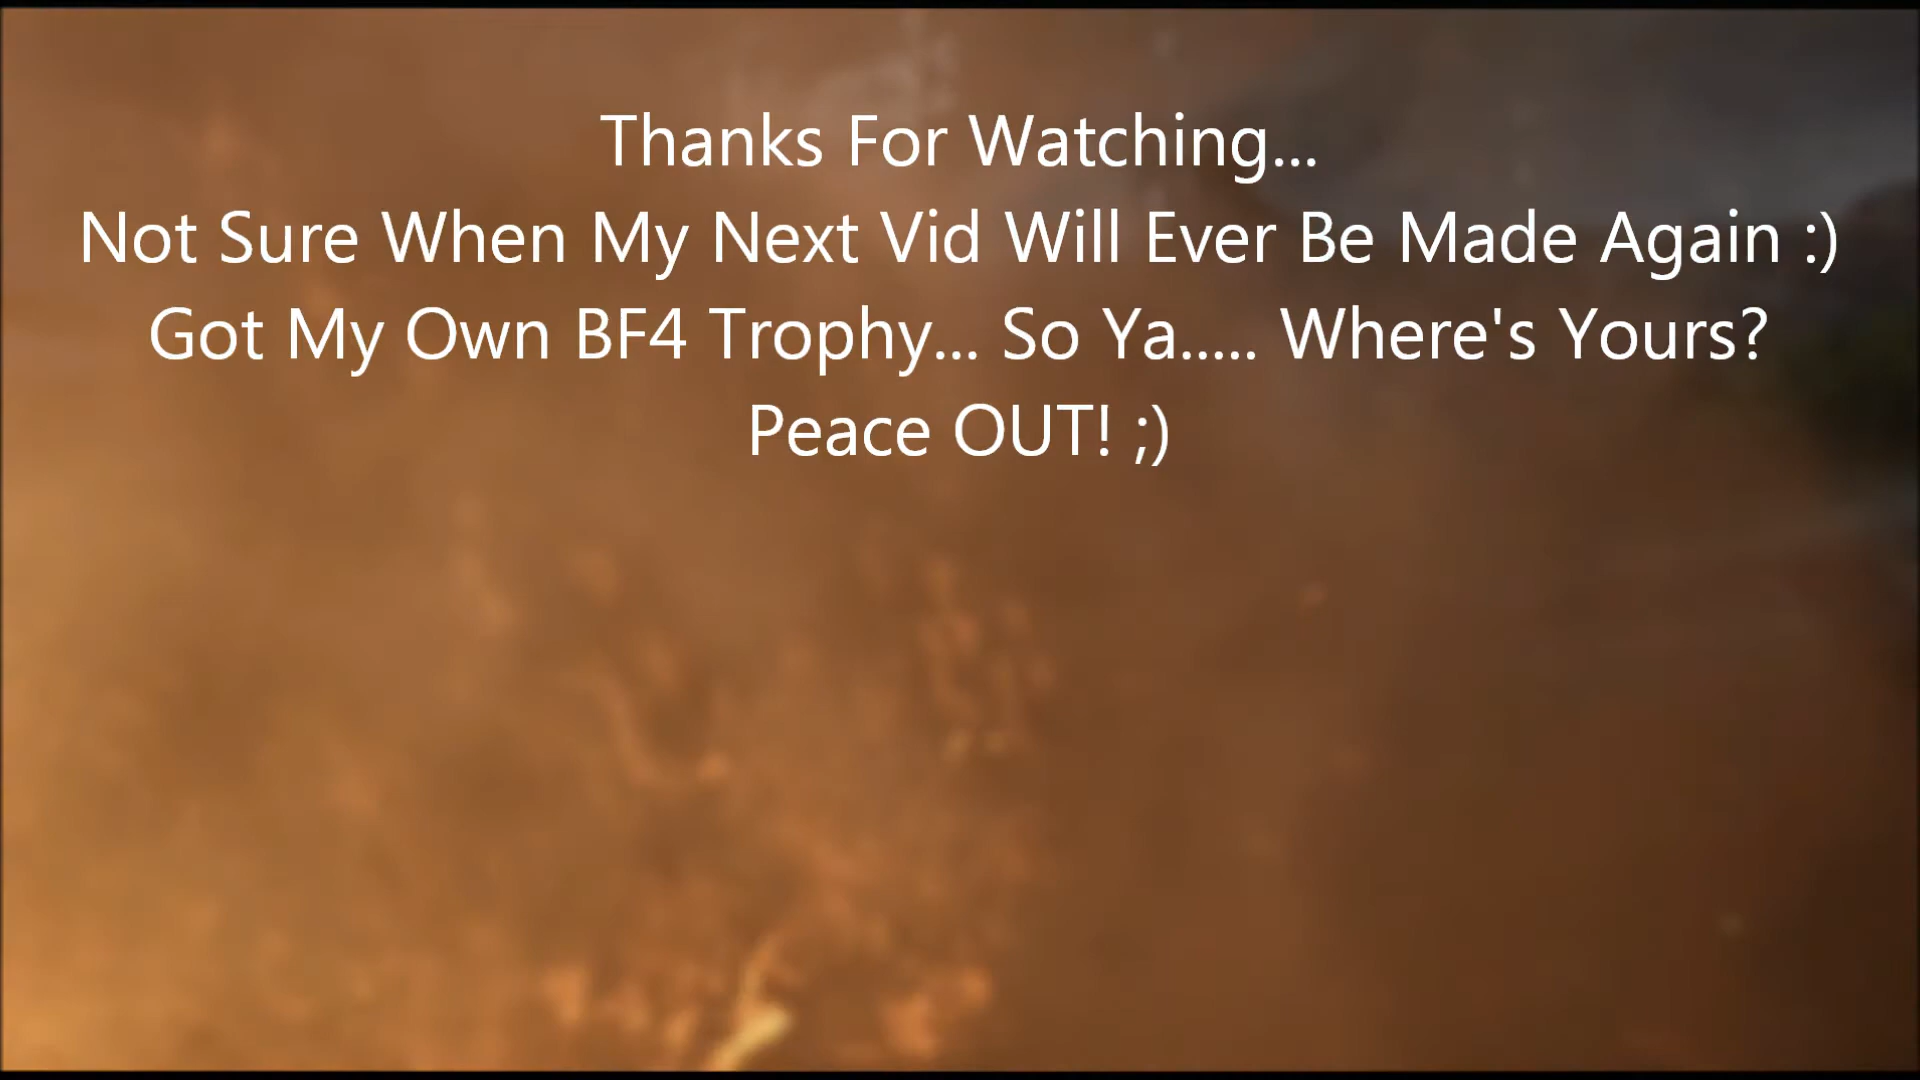 Thanks For Watching...
Not Sure When My Next Vid Will Ever Be Made Again :)
Got My Own BF4 Trophy... So Ya..... Where's Yours?
Peace OUT! ;)